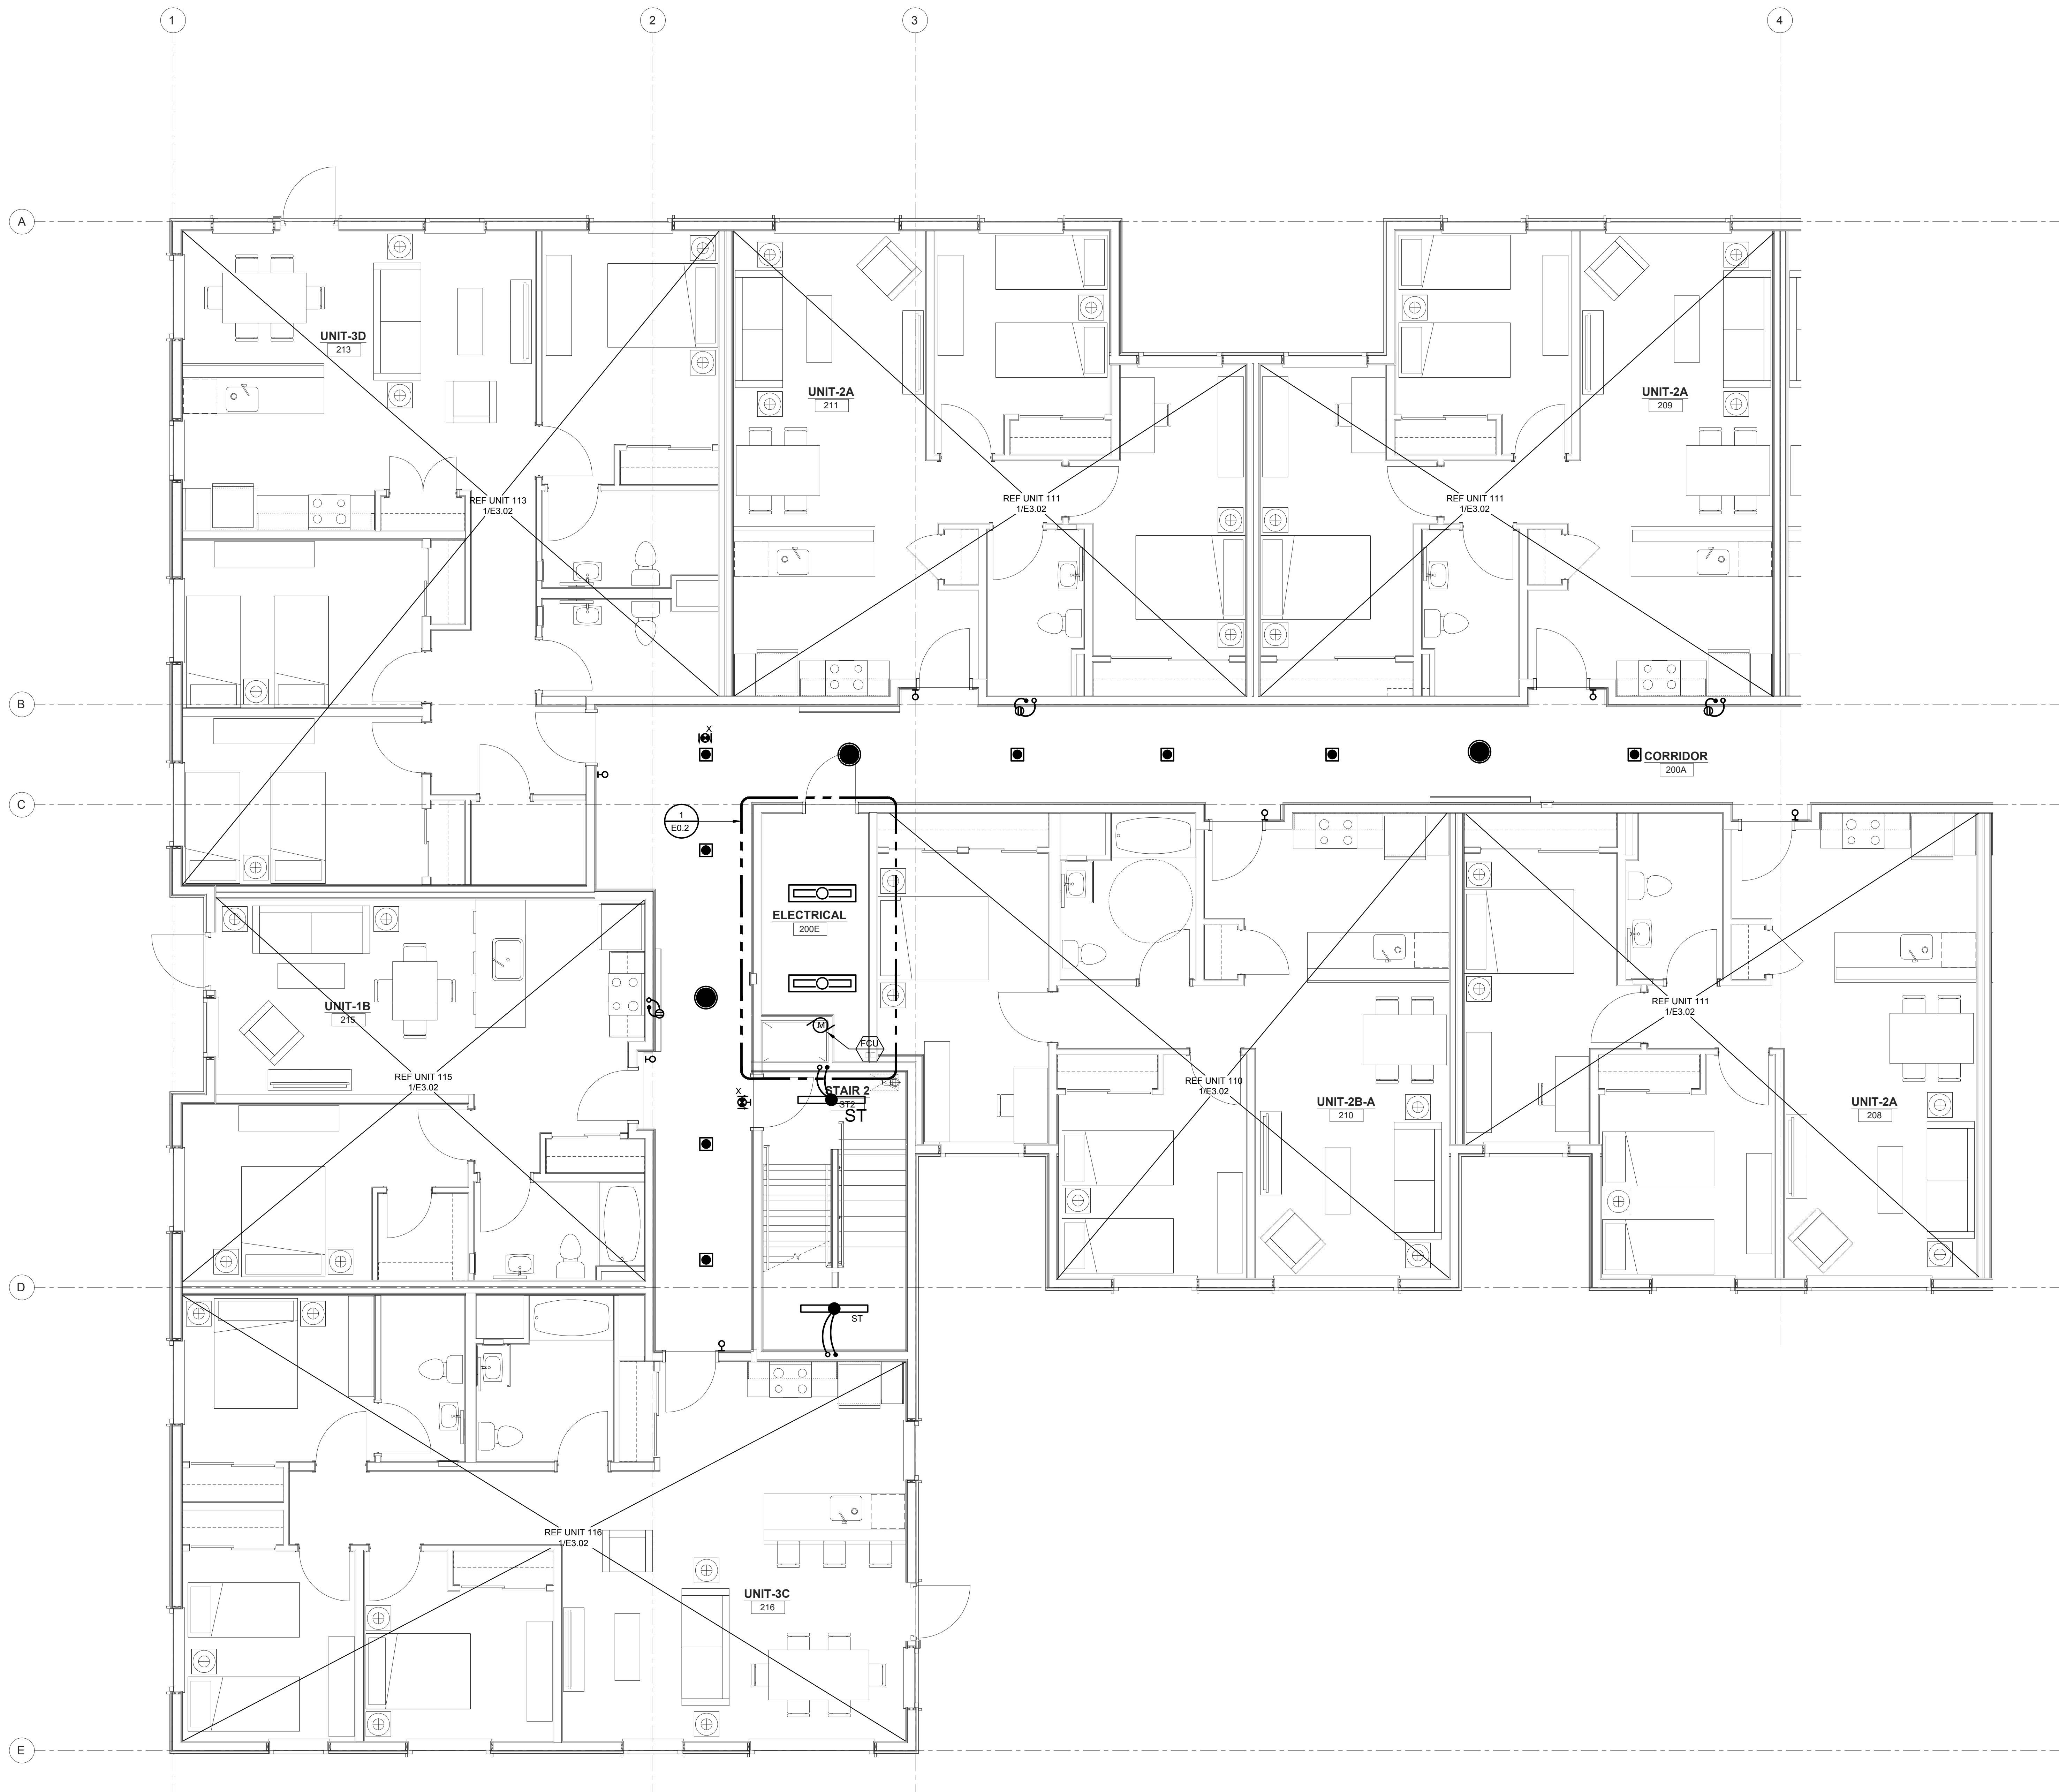 1
2
3
4
A
UNIT-3D
213
UNIT-2A
211
UNIT-2A
209
REF UNIT 113
1/E3.02
REF UNIT 111
1/E3.02
REF UNIT 111
1/E3.02
B
X
CORRIDOR
200A
C
1
E0.2
ELECTRICAL
200E
UNIT-1B
215
REF UNIT 111
1/E3.02
M
FCU
REF UNIT 115
1/E3.02
REF UNIT 110
1/E3.02
X
STAIR 2
ST2
ST
UNIT-2B-A
210
UNIT-2A
208
D
ST
REF UNIT 116
1/E3.02
UNIT-3C
216
E